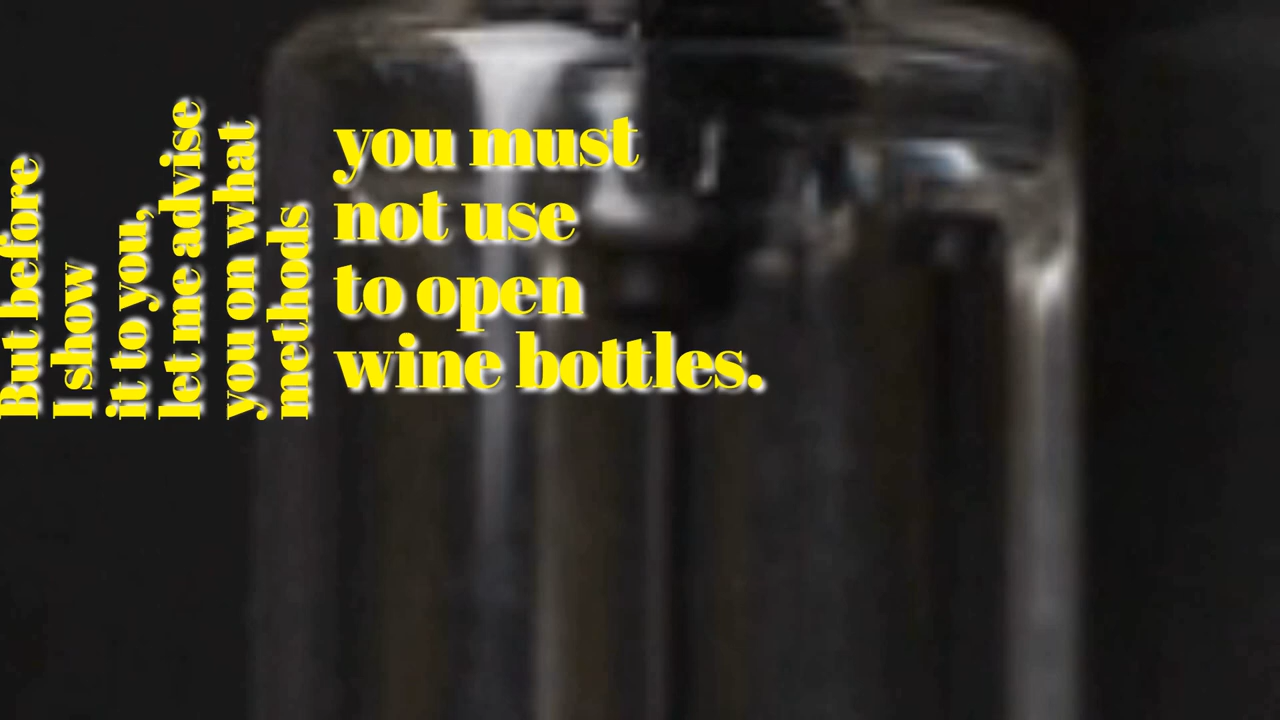 But before
I show
it to you,
let me advise
you on what
methods
you must
not use
to open
wine bottles.